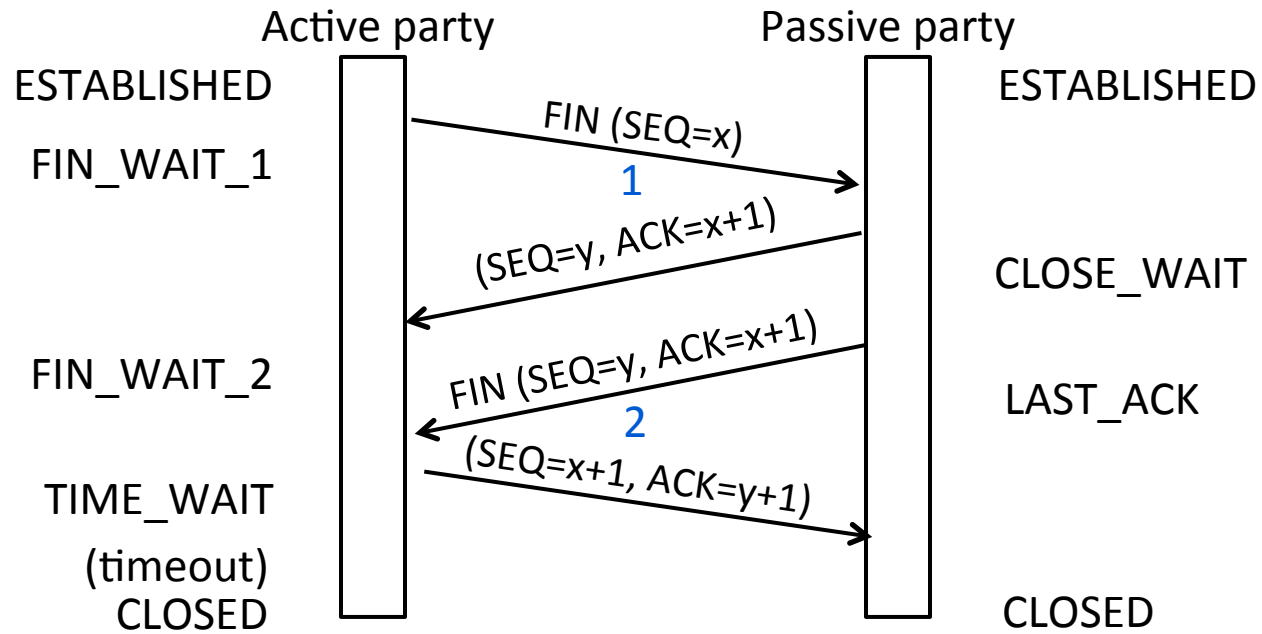 Active party
Passive party
ESTABLISHED
ESTABLISHED
FIN (SEQ=x)
FIN_WAIT_1
1
(SEQ=y, ACK=x+1)
CLOSE_WAIT
FIN (SEQ=y, ACK=x+1)
FIN_WAIT_2
LAST_ACK
2
(SEQ=x+1, ACK=y+1)
TIME_WAIT
(timeout)
CLOSED
CLOSED